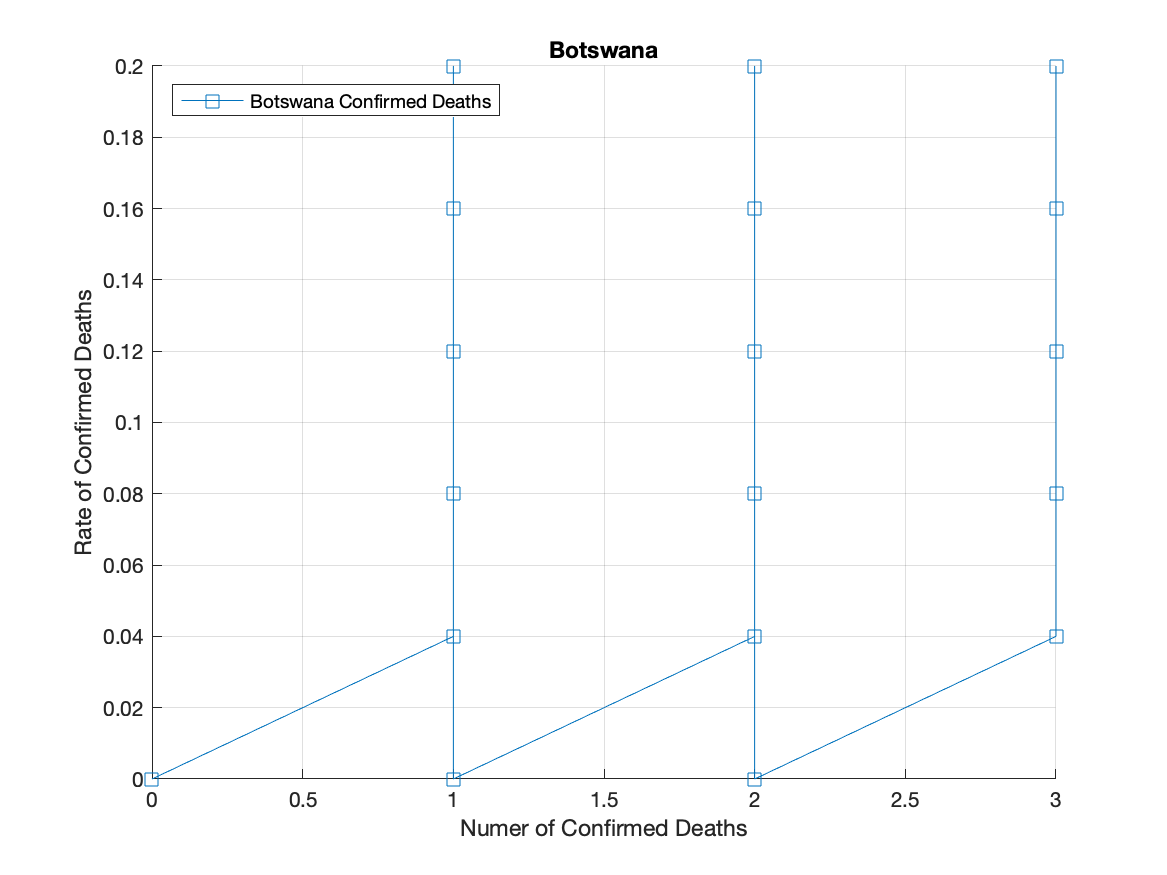 Botswana
Botswana Confirmed Deaths
0.2
0.18
0.16
0.14
0.12
0.1
0.08
0.06
0.04
0.02
0
Rate of Confirmed Deaths
0 0.5 1 1.5 2 2.5 3
Numer of Confirmed Deaths